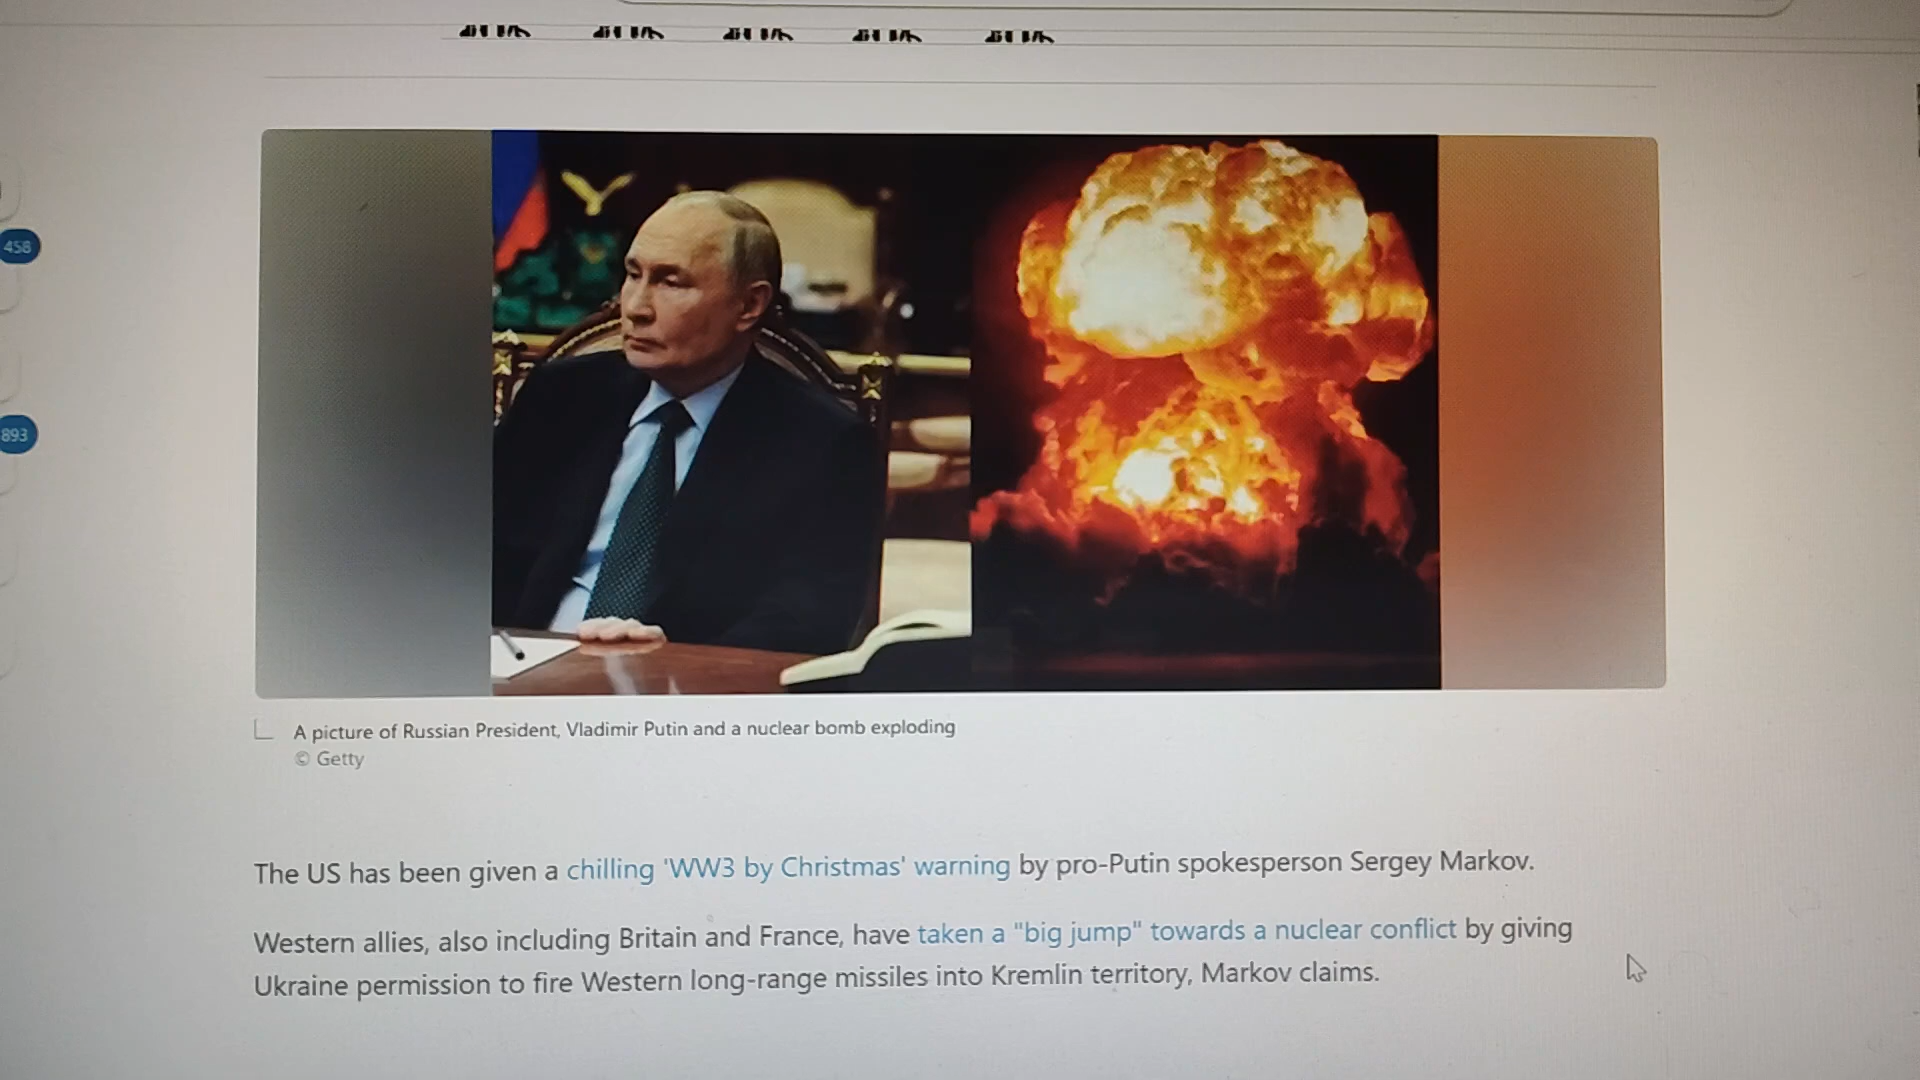 458
893
A picture of Russian President, Vladimir Putin and a nuclear bomb exploding
© Getty
The US has been given a chilling 'WW3 by Christmas' warning by pro-Putin spokesperson Sergey Markov.
Western allies, also including Britain and France, have taken a "big jump" towards a nuclear conflict by giving
Ukraine permission to fire Western long-range missiles into Kremlin territory, Markov claims.